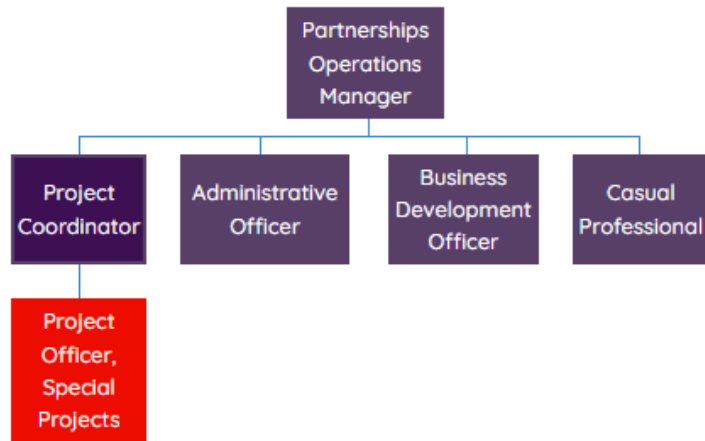 Partnerships
Operations
Manager
Project
Coordinator
Administrative
Officer
Business
Development
Officer
Casual
Professional
Project
Officer,
Special
Projects